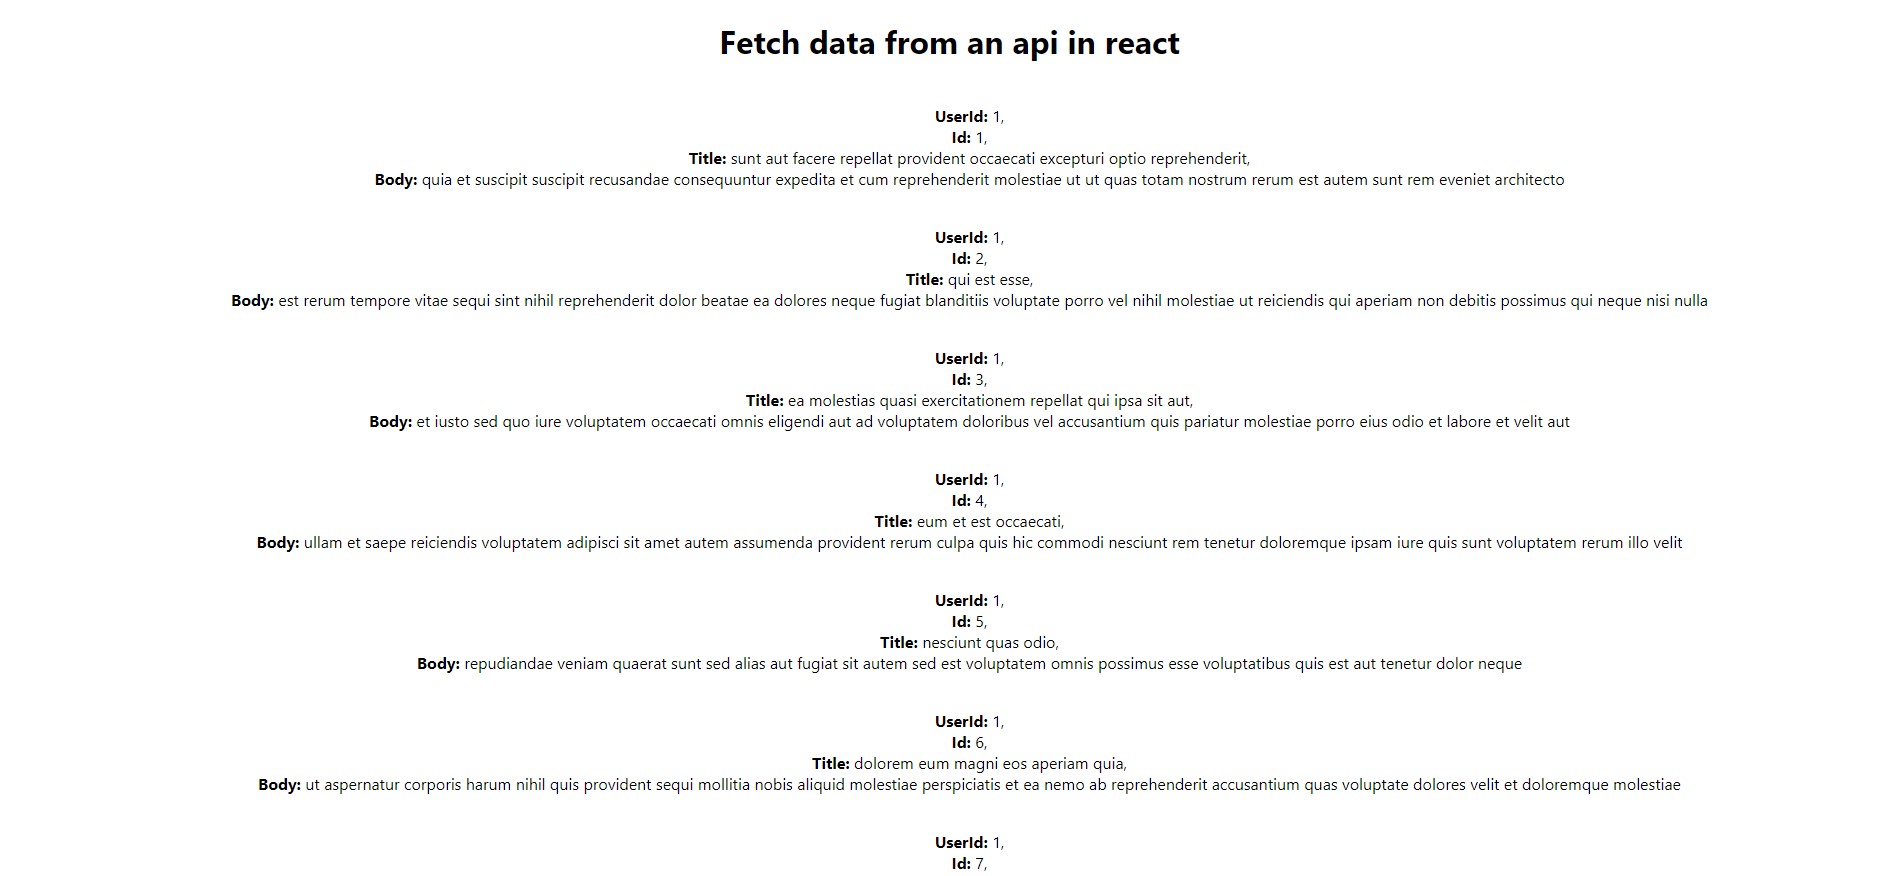 Fetch data from an api in react
UserId: 1,
Id: 1,
Title: sunt aut facere repellat provident occaecati excepturi optio reprehenderit,
Body: quia et suscipit suscipit recusandae consequuntur expedita et cum reprehenderit molestiae ut ut quas totam nostrum rerum est autem sunt rem eveniet architecto
UserId: 1,
Id: 2,
Title: qui est esse,
Body: est rerum tempore vitae sequi sint nihil reprehenderit dolor beatae ea dolores neque fugiat blanditiis voluptate porro vel nihil molestiae ut reiciendis qui aperiam non debitis possimus qui neque nisi nulla
UserId: 1,
Id: 3,
Title: ea molestias quasi exercitationem repellat qui ipsa sit aut,
Body: et iusto sed quo iure voluptatem occaecati omnis eligendi aut ad voluptatem doloribus vel accusantium quis pariatur molestiae porro eius odio et labore et velit aut
UserId: 1,
Id: 4,
Title: eum et est occaecati,
Body: ullam et saepe reiciendis voluptatem adipisci sit amet autem assumenda provident rerum culpa quis hic commodi nesciunt rem tenetur doloremque ipsam iure quis sunt voluptatem rerum illo velit
UserId: 1,
Id: 5,
Title: nesciunt quas odio,
Body: repudiandae veniam quaerat sunt sed alias aut fugiat sit autem sed est voluptatem omnis possimus esse voluptatibus quis est aut tenetur dolor neque
UserId: 1,
Id: 6,
Title: dolorem eum magni eos aperiam quia,
Body: ut aspernatur corporis harum nihil quis provident sequi mollitia nobis aliquid molestiae perspiciatis et ea nemo ab reprehenderit accusantium quas voluptate dolores velit et doloremque molestiae
UserId: 1,
Id: 7,